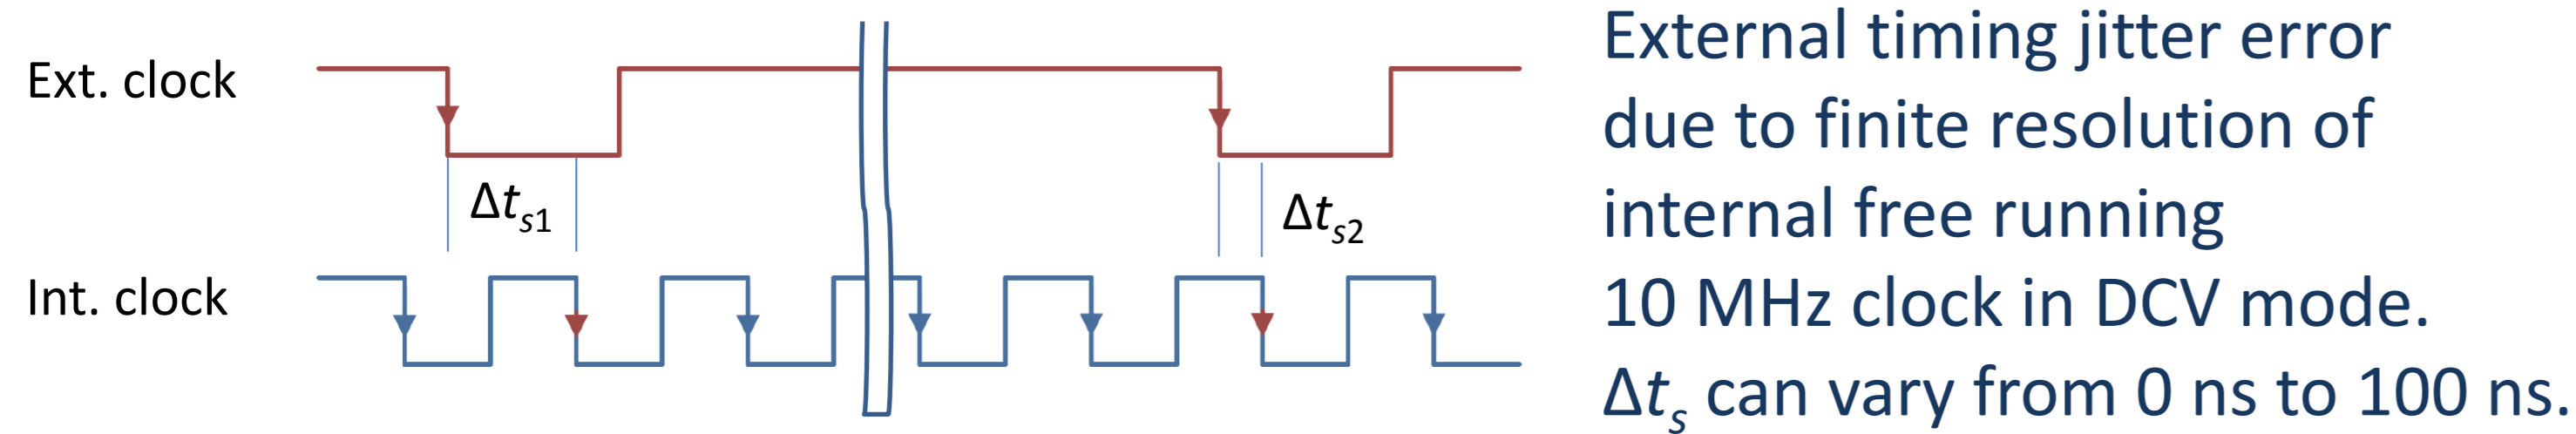 Ext. clock
Δts1
Δts2
Int. clock
External timing jitter error
due to finite resolution of
internal free running
10 MHz clock in DCV mode.
Δts can vary from 0 ns to 100 ns.